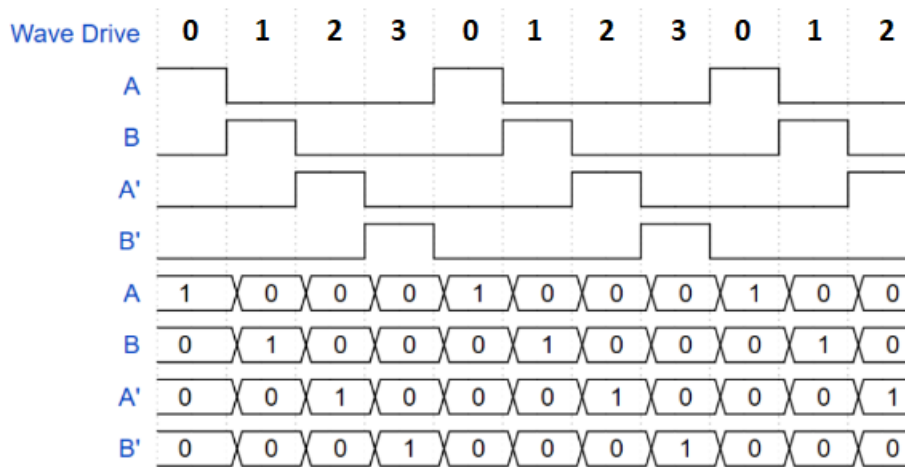 Wave Drive 0 1 2 3 0 1 2 3 0 1 2
A
B
A'
B'
A 1 0 0 0 1 0 0 0 1 0 0
B 0 1 0 0 0 1 0 0 0 1 0
A' 0 0 1 0 0 0 1 0 0 0 1
B' 0 0 0 1 0 0 0 1 0 0 0